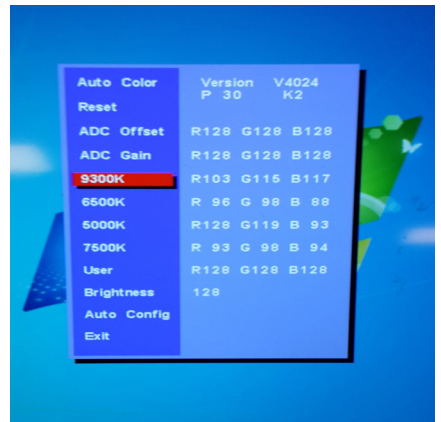 Auto Color Version V4024
Reset P 30 K2
ADC Offset R128 G128 B128
ADC Gain R128 G128 B128
9300K R103 G115 B117
6500K R 96 G 98 B 88
5000K R128 G119 B 93
7500K R 93 G 98 B 94
User R128 G128 B128
Brightness 128
Auto Config
Exit